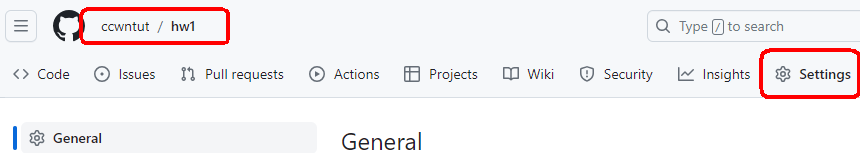 ccwntut / hw1 Type / to search
Code Issues Pull requests Actions Projects Wiki Security Insights Settings
General General